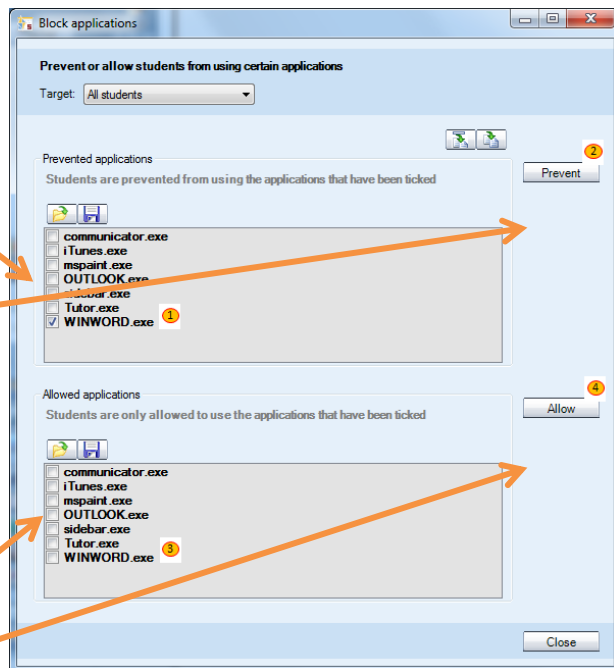 Block applications
Prevent or allow students from using certain applications
Target: All students
Prevented applications
2
Students are prevented from using the applications that have been ticked
Prevent
communicator.exe
iTunes.exe
mspaint.exe
OUTLOOK.exe
sidebar.exe
Tutor.exe
WINWORD.exe 1
Allowed applications
4
Students are only allowed to use the applications that have been ticked
Allow
communicator.exe
iTunes.exe
mspaint.exe
OUTLOOK.exe
sidebar.exe
Tutor.exe
WINWORD.exe 3
Close